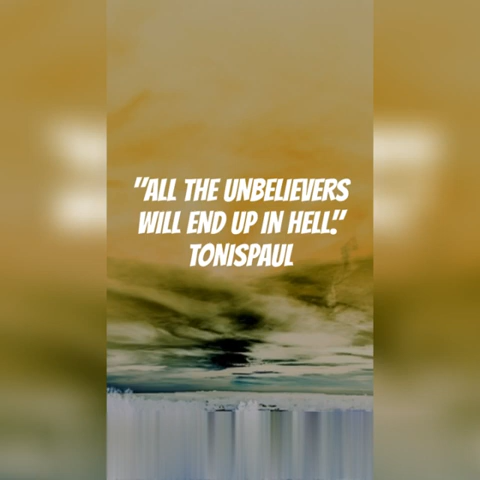 "ALL THE UNBELIEVERS
WILL END UP IN HELL."
TONISPAUL